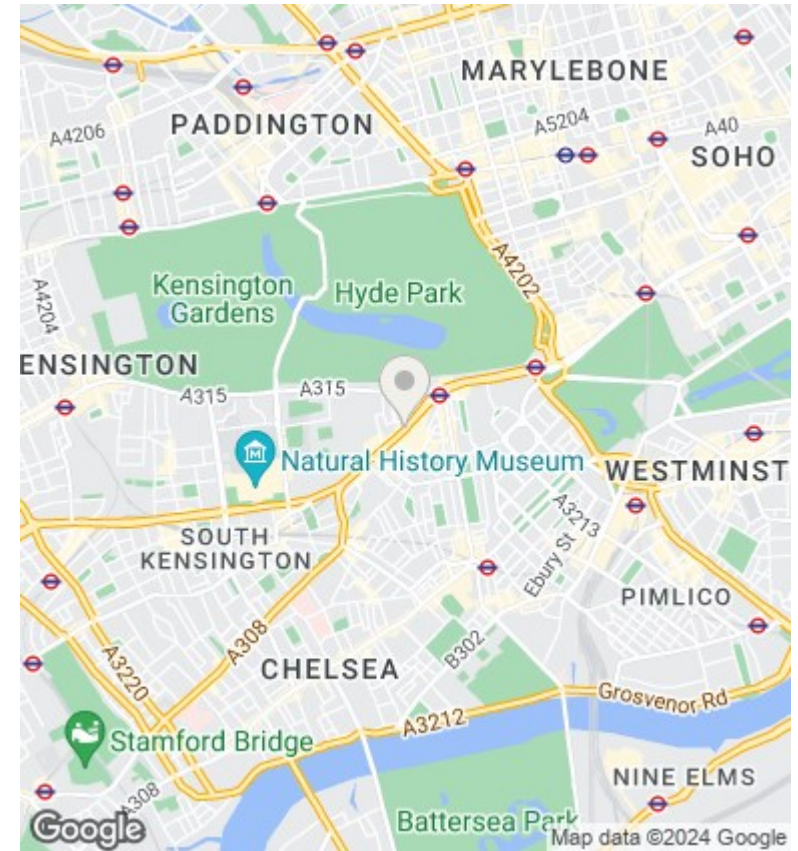 MARYLEBONE
A4206
PADDINGTON
A5204
A40
SOHO
A4202
A4204
Kensington
Gardens
Hyde Park
ENSINGTON
A315
A315
Natural History Museum
WESTMINST
A3213
SOUTH
KENSINGTON
Ebury St
PIMLICO
A308
B302
A3220
CHELSEA
Grosvenor Rd
A3212
Stamford Bridge
NINE ELMS
A308
Battersea Park
Google
Map data ©2024 Google